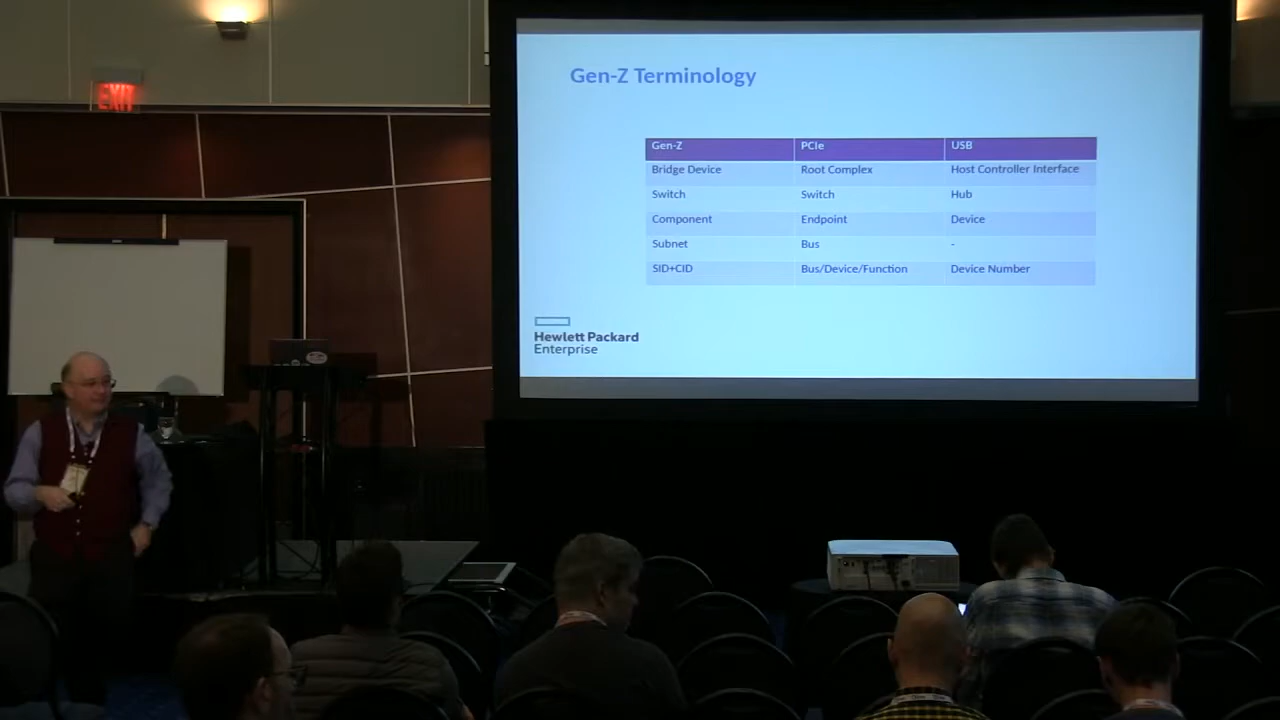 EXIT
Gen-Z Terminology
Gen-Z PCIe USB
Bridge Device Root Complex Host Controller Interface
Switch Switch Hub
Component Endpoint Device
Subnet Bus -
SID+CID Bus/Device/Function Device Number
Hewlett Packard
Enterprise